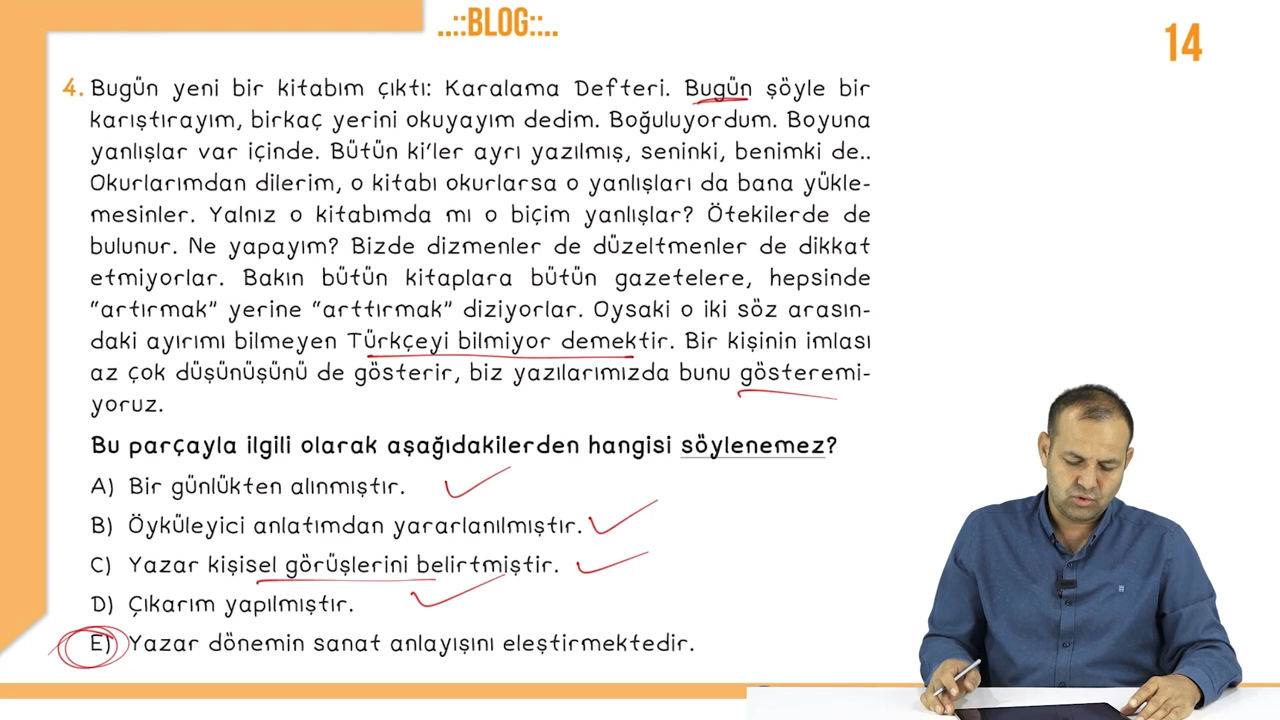 ..::BLOG::..
14
4. Bugün yeni bir kitabım çıktı: Karalama Defteri. Bugün şöyle bir
karıştırayım, birkaç yerini okuyayım dedim. Boğuluyordum. Boyuna
yanlışlar var içinde. Bütün ki'ler ayrı yazılmış, seninki, benimki de..
Okurlarımdan dilerim, o kitabı okurlarsa o yanlışları da bana yükle-
mesinler. Yalnız o kitabımda mı o biçim yanlışlar? Ötekilerde de
bulunur. Ne yapayım? Bizde dizmenler de düzeltmenler de dikkat
etmiyorlar. Bakın bütün kitaplara bütün gazetelere, hepsinde
"artırmak" yerine "arttırmak" diziyorlar. Oysaki o iki söz arasın-
daki ayırımı bilmeyen Türkçeyi bilmiyor demektir. Bir kişinin imlası
az çok düşünüşünü de gösterir, biz yazılarımızda bunu gösteremi-
yoruz.
Bu parçayla ilgili olarak aşağıdakilerden hangisi söylenemez?
A) Bir günlükten alınmıştır.
B) Öyküleyici anlatımdan yararlanılmıştır.
C) Yazar kişisel görüşlerini belirtmiştir.
D) Çıkarım yapılmıştır.
E) Yazar dönemin sanat anlayışını eleştirmektedir.